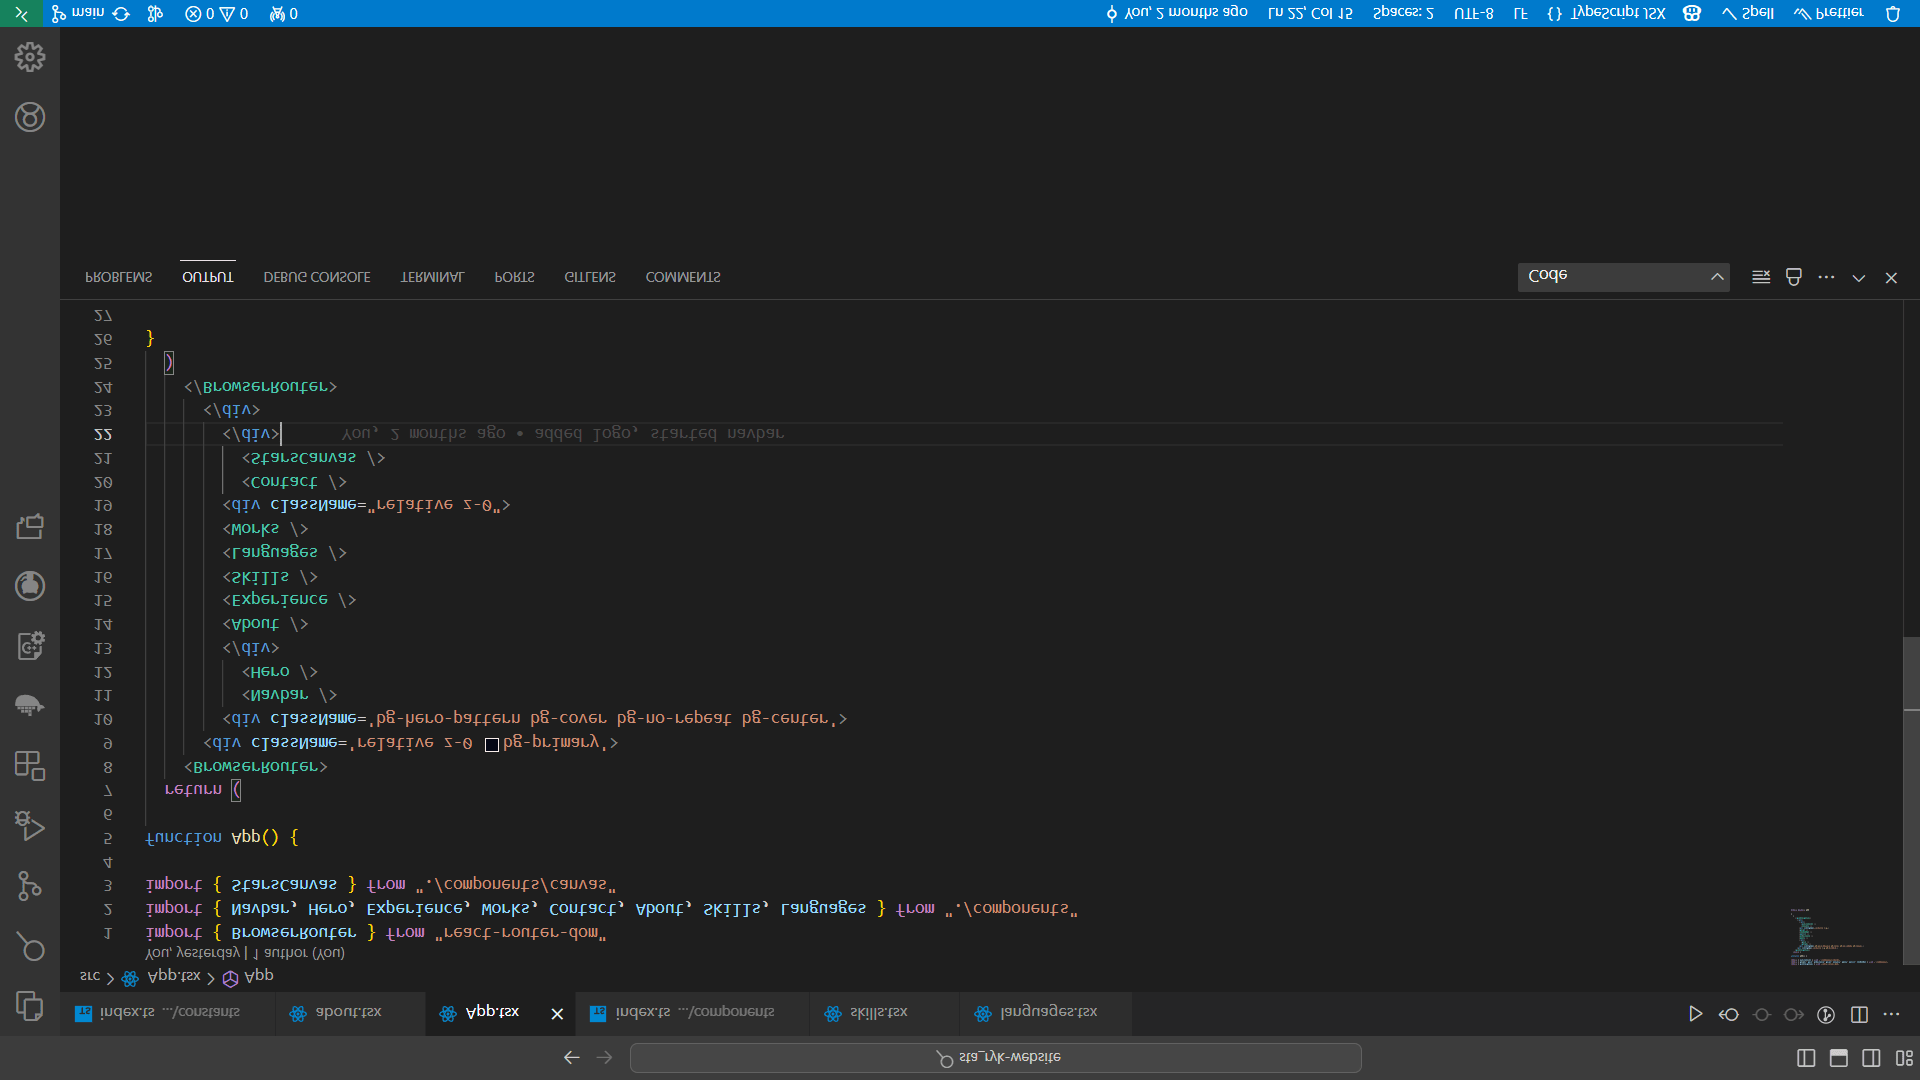 sta_ryk-website
index.ts ...\constants
about.tsx
App.tsx
index.ts ...\components
skills.tsx
languages.tsx
src > App.tsx > App
You, yesterday | 1 author (You)
1 import { BrowserRouter } from "react-router-dom"
2 import { Navbar, Hero, Experience, Works, Contact, About, Skills, Languages } from "./components"
3 import { StarsCanvas } from "./components/canvas"
4
5 function App() {
6
7 return (
8 <BrowserRouter>
9 <div className='relative z-0 bg-primary'>
10 <div className='bg-hero-pattern bg-cover bg-no-repeat bg-center'>
11 <Navbar />
12 <Hero />
13 </div>
14 <About />
15 <Experience />
16 <Skills />
17 <Languages />
18 <Works />
19 <div className="relative z-0">
20 <Contact />
21 <StarsCanvas />
22 </div> You, 2 months ago • added logo, started navbar
23 </div>
24 </BrowserRouter>
25 )
26 }
27
PROBLEMS OUTPUT DEBUG CONSOLE TERMINAL PORTS GITLENS COMMENTS
Code
main 0 0 0 You, 2 months ago Ln 22, Col 15 Spaces: 2 UTF-8 LF {} TypeScript JSX Spell Prettier